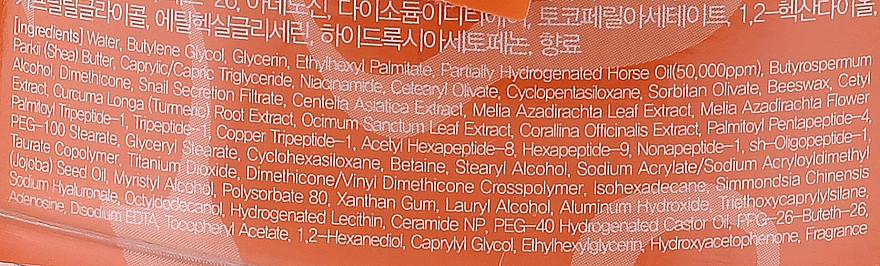 카프릴릴글라이콜, 에틸헥실글리세린, 하이드록시아세토페논, 향료
26, 아데노신, 다이소듐이디티에이, 토코페릴아세테이트, 1,2-헥산다이올,
[Ingredients] Water, Butylene Glycol, Glycerin, Ethylhexyl Palmitate, Partially Hydrogenated Horse Oil(50,000ppm), Butyrospermum
Parkii (Shea) Butter, Caprylic/Capric Triglyceride, Niacinamide, Cetearyl Olivate, Cyclopentasiloxane, Sorbitan Olivate, Beeswax, Cetyl
Alcohol, Dimethicone, Snail Secretion Filtrate, Centella Asiatica Extract, Melia Azadirachta Leaf Extract, Melia Azadirachta Flower
Extract, Curcuma Longa (Turmeric) Root Extract, Ocimum Sanctum Leaf Extract, Corallina Officinalis Extract, Palmitoyl Pentapeptide-4,
Palmitoyl Tripeptide-1, Tripeptide-1, Copper Tripeptide-1, Acetyl Hexapeptide-8, Hexapeptide-9, Nonapeptide-1, sh-Oligopeptide-1,
PEG-100 Stearate, Glyceryl Stearate, Cyclohexasiloxane, Betaine, Stearyl Alcohol, Sodium Acrylate/Sodium Acryloyldimethyl
Taurate Copolymer, Titanium Dioxide, Dimethicone/Vinyl Dimethicone Crosspolymer, Isohexadecane, Simmondsia Chinensis
(Jojoba) Seed Oil, Myristyl Alcohol, Polysorbate 80, Xanthan Gum, Lauryl Alcohol, Aluminum Hydroxide, Triethoxycaprylylsilane,
Sodium Hyaluronate, Octyldodecanol, Hydrogenated Lecithin, Ceramide NP, PEG-40 Hydrogenated Castor Oil, PPG-26-Buteth-26,
Adenosine, Disodium EDTA, Tocopheryl Acetate, 1,2-Hexanediol, Caprylyl Glycol, Ethylhexylglycerin, Hydroxyacetophenone, Fragrance